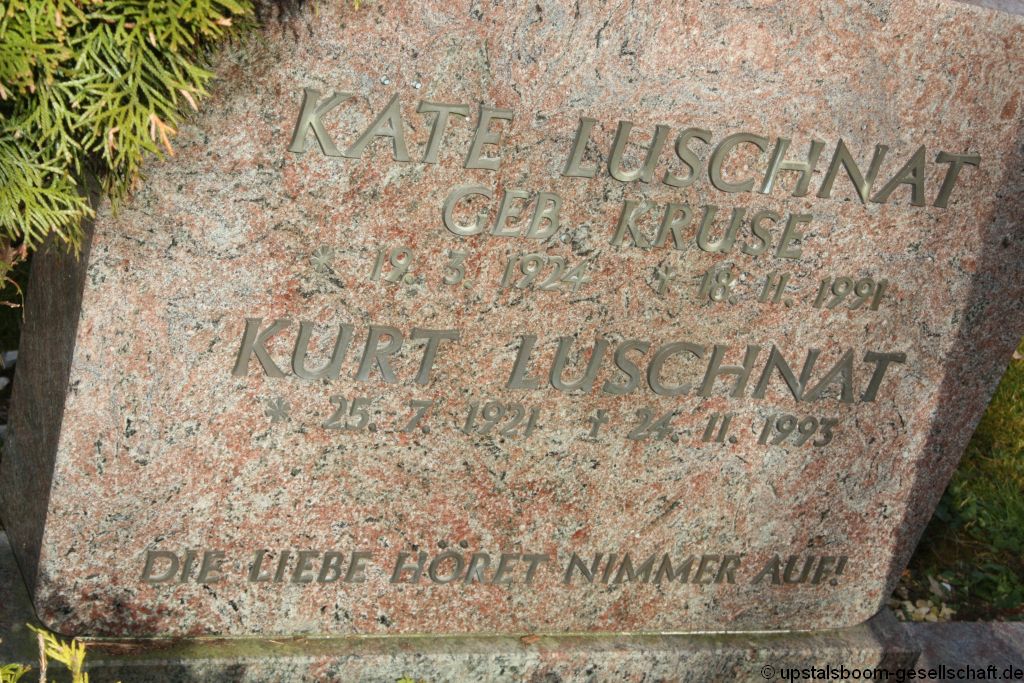 KATE LUSCHNAT
GEB. KRUSE
* 19. 3. 1924 † 18. 11. 1991
KURT LUSCHNAT
* 25. 7. 1921 † 24. 11. 1993
DIE LIEBE HÖRET NIMMER AUF!
© upstalsboom-gesellschaft.de